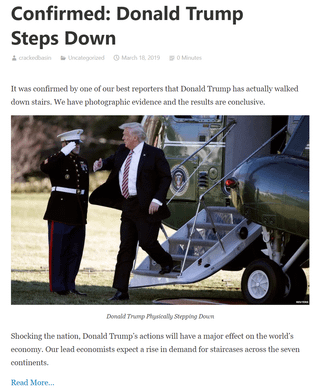 Confirmed: Donald Trump
Steps Down
crackedbasin Uncategorized March 18, 2019 0 Minutes
It was confirmed by one of our best reporters that Donald Trump has actually walked
down stairs. We have photographic evidence and the results are conclusive.
Donald Trump Physically Stepping Down
Shocking the nation, Donald Trump's actions will have a major effect on the world's
economy. Our lead economists expect a rise in demand for staircases across the seven
continents.
Read More...